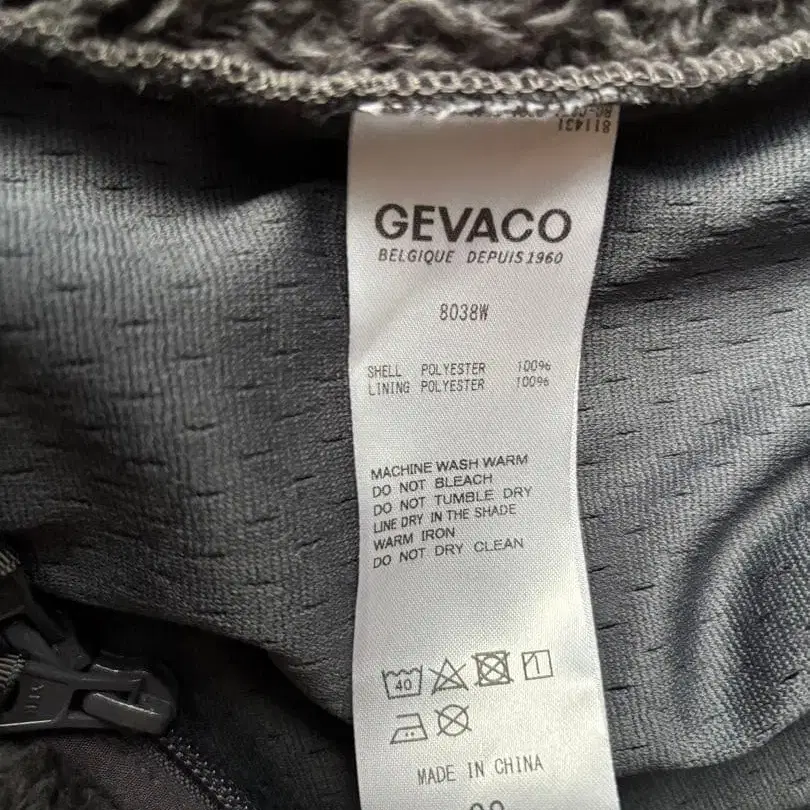 811431
GEVACO
BELGIQUE DEPUIS 1960
8038W
SHELL POLYESTER 100%
LINING POLYESTER 100%
MACHINE WASH WARM
DO NOT BLEACH
DO NOT TUMBLE DRY
LINE DRY IN THE SHADE
WARM IRON
DO NOT DRY CLEAN
40
MADE IN CHINA